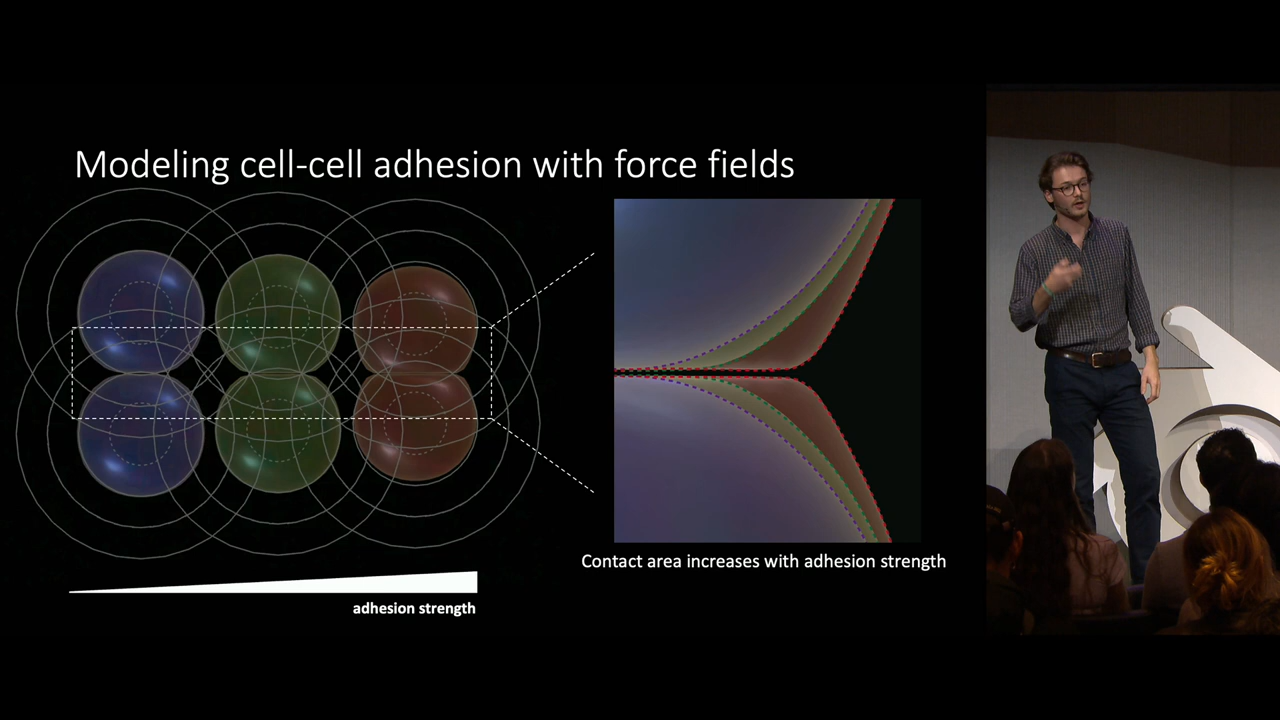 Modeling cell-cell adhesion with force fields
Contact area increases with adhesion strength
adhesion strength